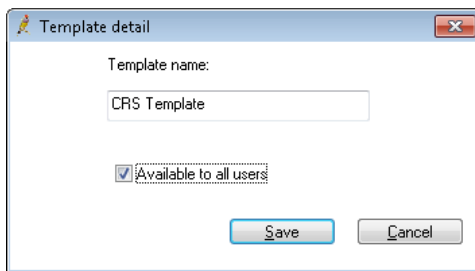 Template detail
Template name:
CRS Template
Available to all users
Save
Cancel